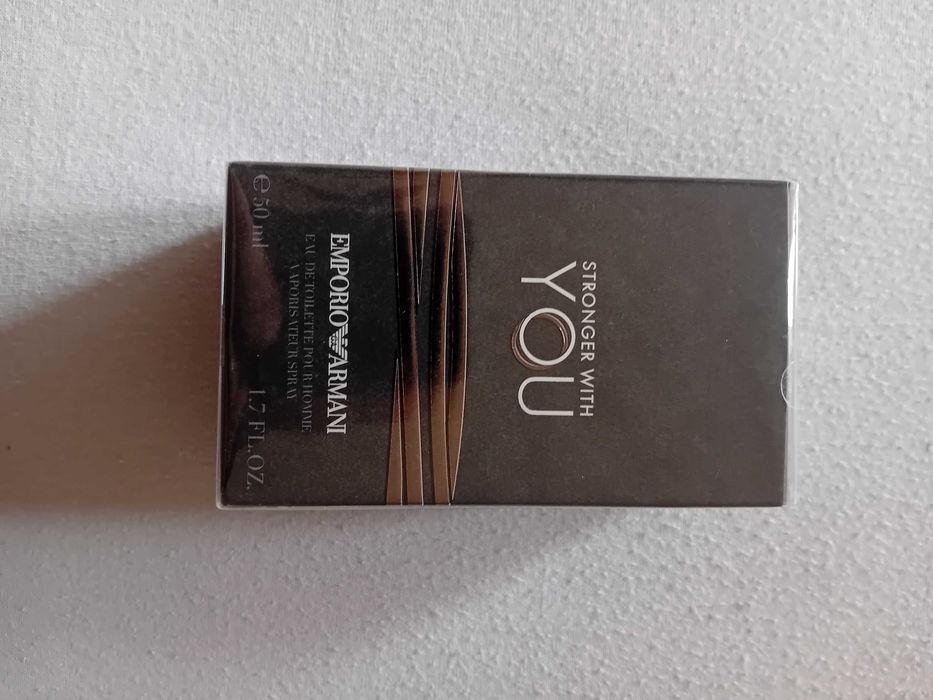 STRONGER WITH
YOU
EMPORIO ARMANI
EAU DE TOILETTE POUR HOMME
VAPORISATEUR SPRAY
℮ 50 ml
1.7 FL. OZ.